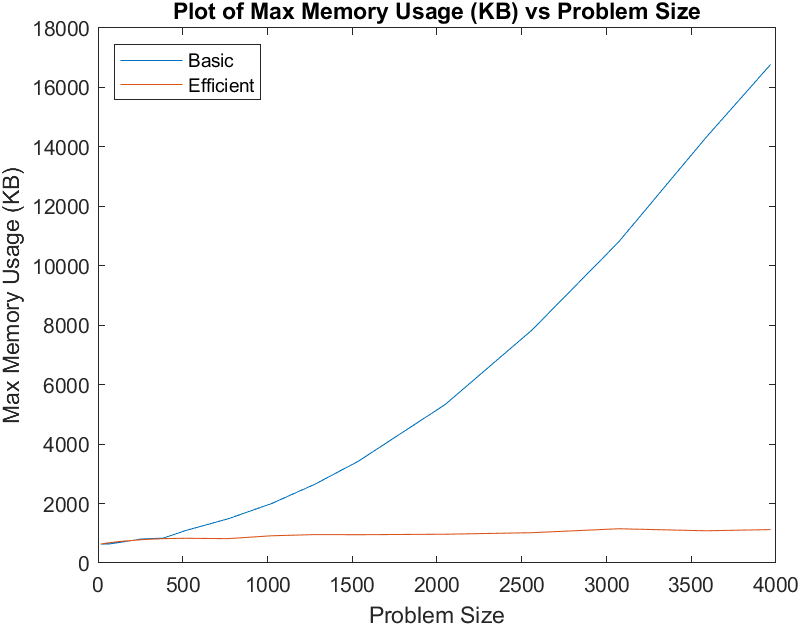 Plot of Max Memory Usage (KB) vs Problem Size
18000
16000
14000
12000
10000
8000
6000
4000
2000
0
Max Memory Usage (KB)
Basic
Efficient
0 500 1000 1500 2000 2500 3000 3500 4000
Problem Size